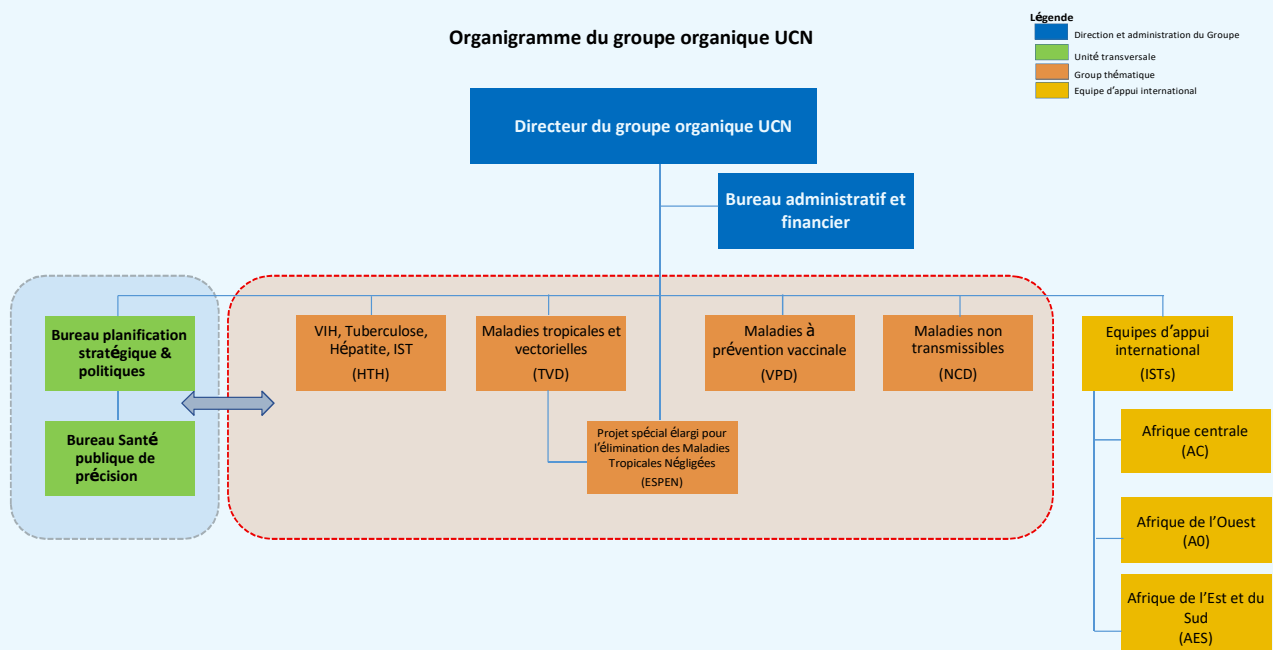 Légende
Direction et administration du Groupe
Unité transversale
Group thématique
Equipe d'appui international
Organigramme du groupe organique UCN
Directeur du groupe organique UCN
Bureau administratif et
financier
Bureau planification
stratégique &
politiques
VIH, Tuberculose,
Hépatite, IST
(HTH)
Maladies tropicales et
vectorielles
(TVD)
Maladies à
prévention vaccinale
(VPD)
Maladies non
transmissibles
(NCD)
Equipes d'appui
international
(ISTs)
Bureau Santé
publique de
précision
Projet spécial élargi pour
l'élimination des Maladies
Tropicales Négligées
(ESPEN)
Afrique centrale
(AC)
Afrique de l'Ouest
(A0)
Afrique de l'Est et du
Sud
(AES)